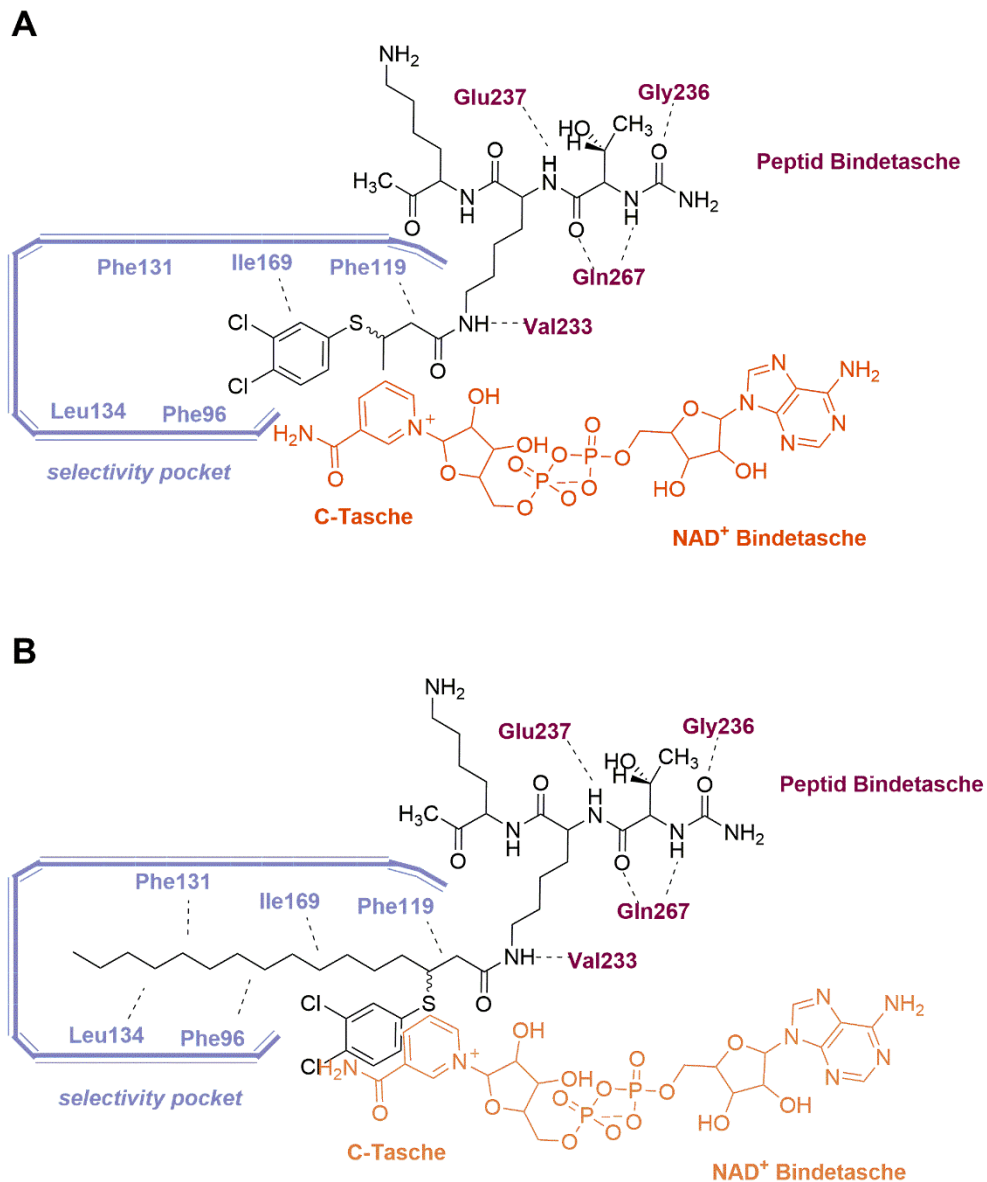 A
NH₂
Glu237
Gly236
HO
CH₃
H
O
O
H
N
Peptid Bindetasche
H₃C
N
H
O
O
N
H
NH₂
Phe131
Ile169
Phe119
Gln267
Cl
S
NH
Val233
Cl
O
Leu134
Phe96
OH
N
NH₂
N
N
N
H₂N
O
N⁺
OH
O
O
P
O
O
P
O
O
O
O
O
OH
HO
selectivity pocket
O
C-Tasche
NAD⁺ Bindetasche
B
NH₂
Glu237
Gly236
HO
CH₃
H
O
O
H
N
Peptid Bindetasche
H₃C
N
H
O
O
N
H
NH₂
Phe131
Ile169
Phe119
Gln267
NH
Val233
O
Cl
S
Leu134
Phe96
Cl
OH
N
NH₂
N
N
N
H₂N
O
N⁺
OH
O
O
P
O
O
P
O
O
O
O
O
OH
HO
selectivity pocket
C-Tasche
NAD⁺ Bindetasche